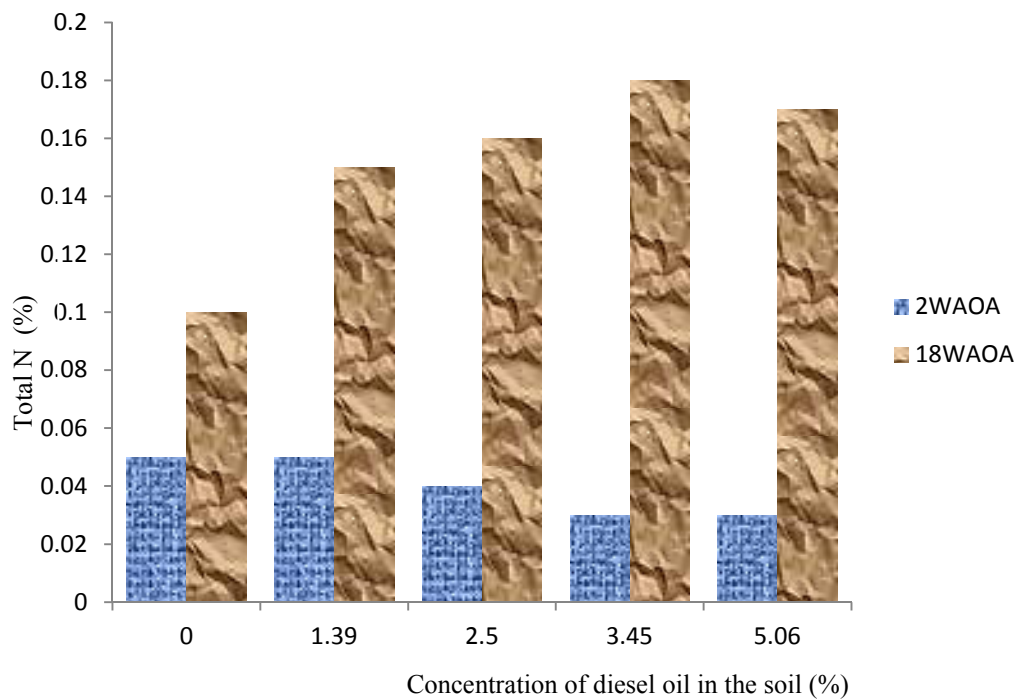 0.2
0.18
0.16
0.14
0.12
0.1
0.08
0.06
0.04
0.02
0
Total N (%)
0 1.39 2.5 3.45 5.06
Concentration of diesel oil in the soil (%)
2WAOA
18WAOA